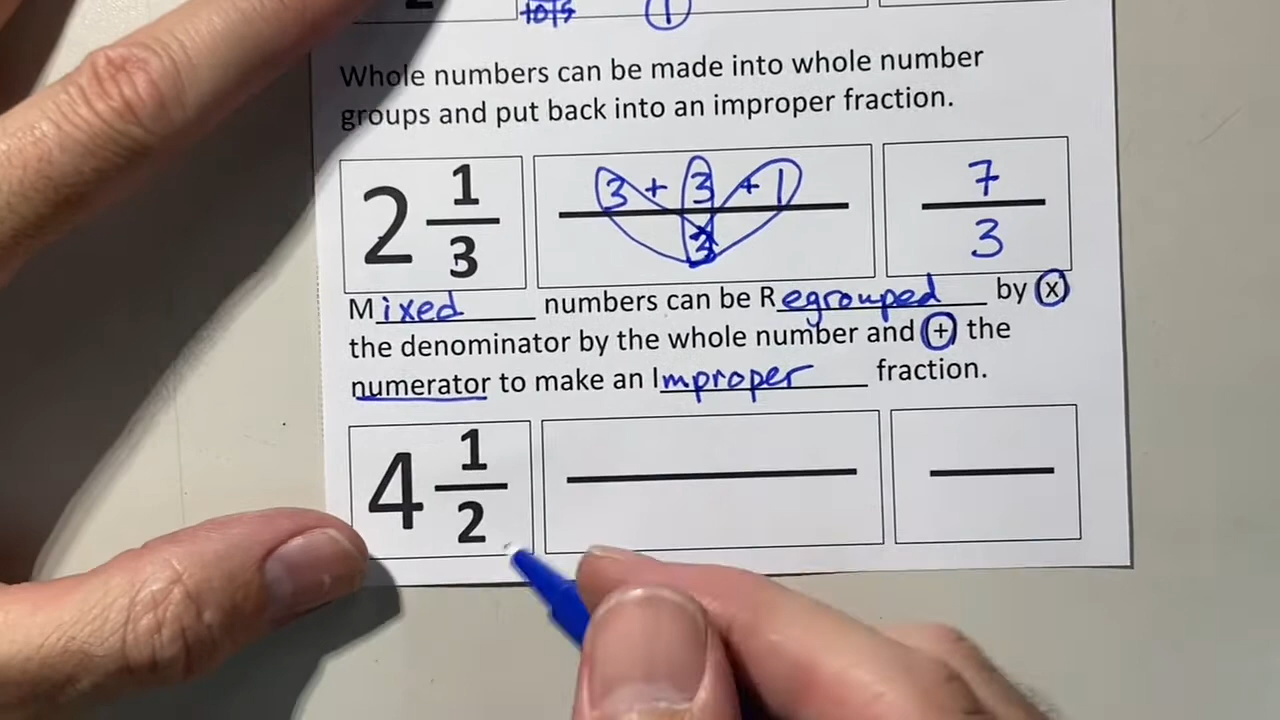 1
Whole numbers can be made into whole number
groups and put back into an improper fraction.
2 1/3
3 + 3 + 1
3
7/3
Mixed numbers can be Regrouped by (x)
the denominator by the whole number and (+) the
numerator to make an Improper fraction.
4 1/2